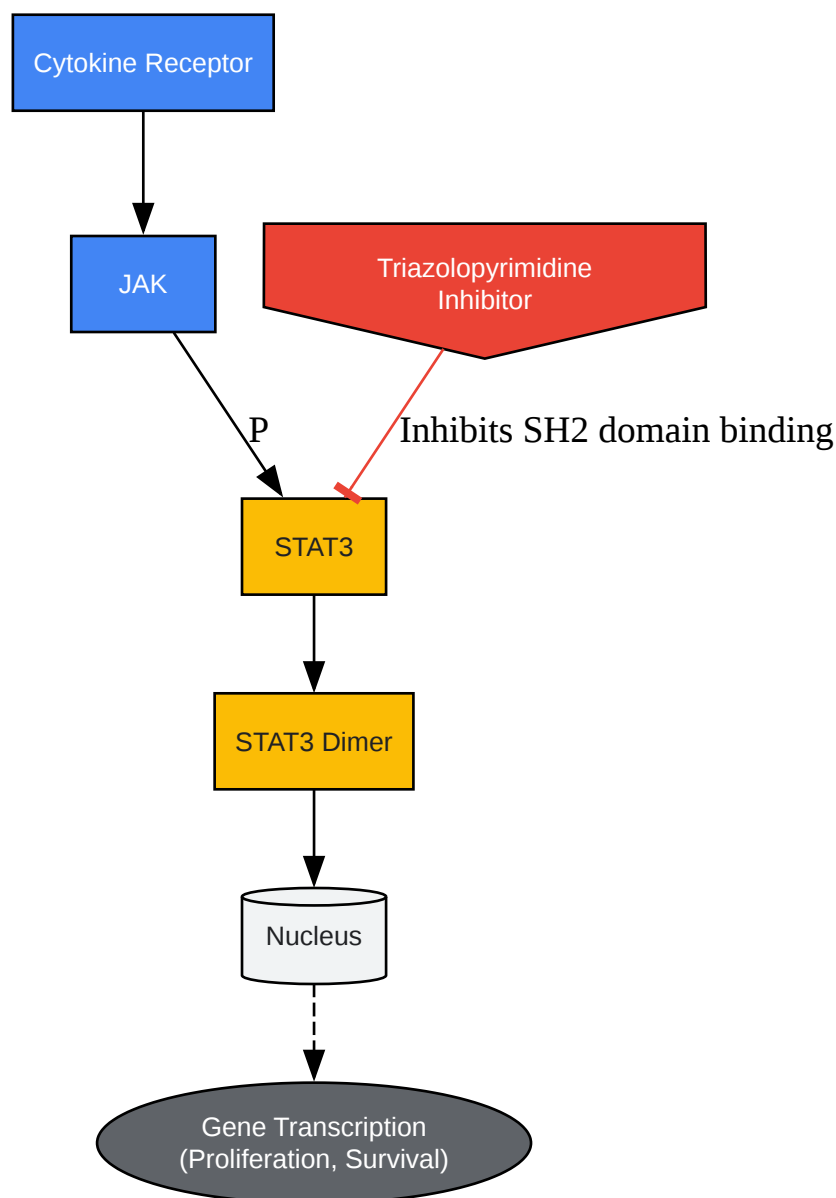 Cytokine Receptor
JAK
Triazolopyrimidine
Inhibitor
P
Inhibits SH2 domain binding
STAT3
STAT3 Dimer
Nucleus
Gene Transcription
(Proliferation, Survival)